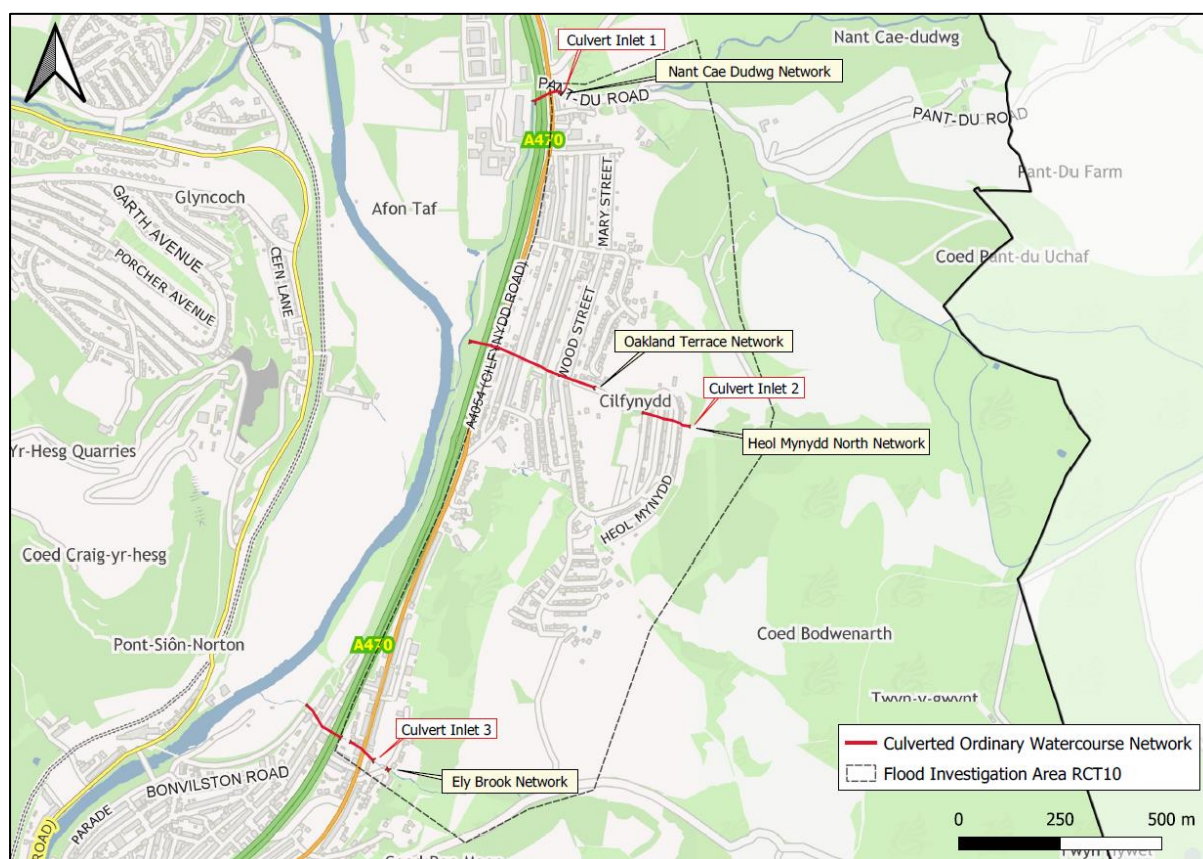 Culvert Inlet 1
Nant Cae-dudwg
Nant Cae Dudwg Network
PANT-DU ROAD
PANT-DU ROAD
A470
Pant-Du Farm
Glyncoch
Afon Taf
GARTH AVENUE
PORCHER AVENUE
CEFN LANE
MARY STREET
Coed Pant-du Uchaf
A4054 (CILFYNYDD ROAD)
WOOD STREET
Oakland Terrace Network
Cilfynydd
Culvert Inlet 2
Heol Mynydd North Network
Yr-Hesg Quarries
HEOL MYNYDD
Coed Craig-yr-hesg
Coed Bodwenarth
Pont-Siôn-Norton
A470
Twyn-y-gwynt
Culvert Inlet 3
Ely Brook Network
BONVILSTON ROAD
PARADE
ROAD)
Culverted Ordinary Watercourse Network
Flood Investigation Area RCT10
0 250 500 m